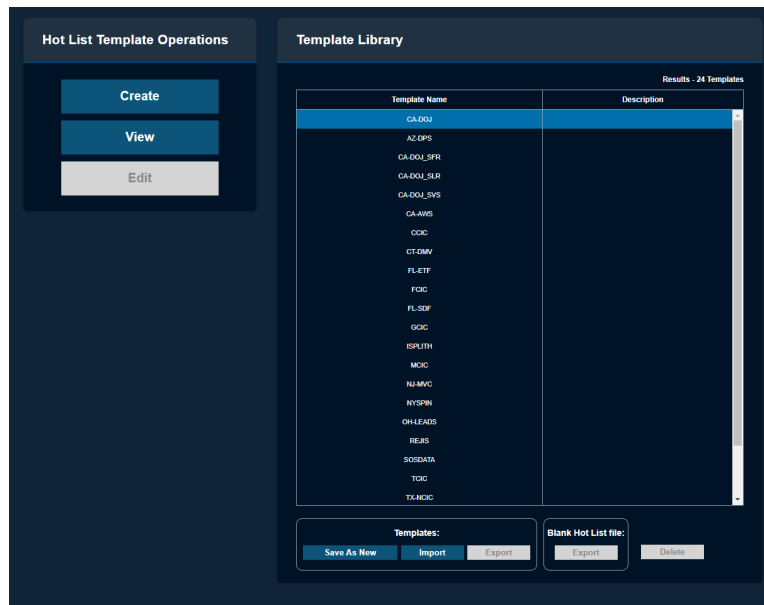 Hot List Template Operations
Create
View
Edit
Template Library
Results - 24 Templates
Template Name Description
CA-DOJ
AZ-DPS
CA-DOJ_SFR
CA-DOJ_SLR
CA-DOJ_SVS
CA-AWS
CCIC
CT-DMV
FL-ETF
FCIC
FL-SDF
GCIC
ISPLITH
MCIC
NJ-MVC
NYSPIN
OH-LEADS
REJIS
SOSDATA
TCIC
TX-NCIC
Templates:
Save As New Import Export
Blank Hot List file:
Export
Delete